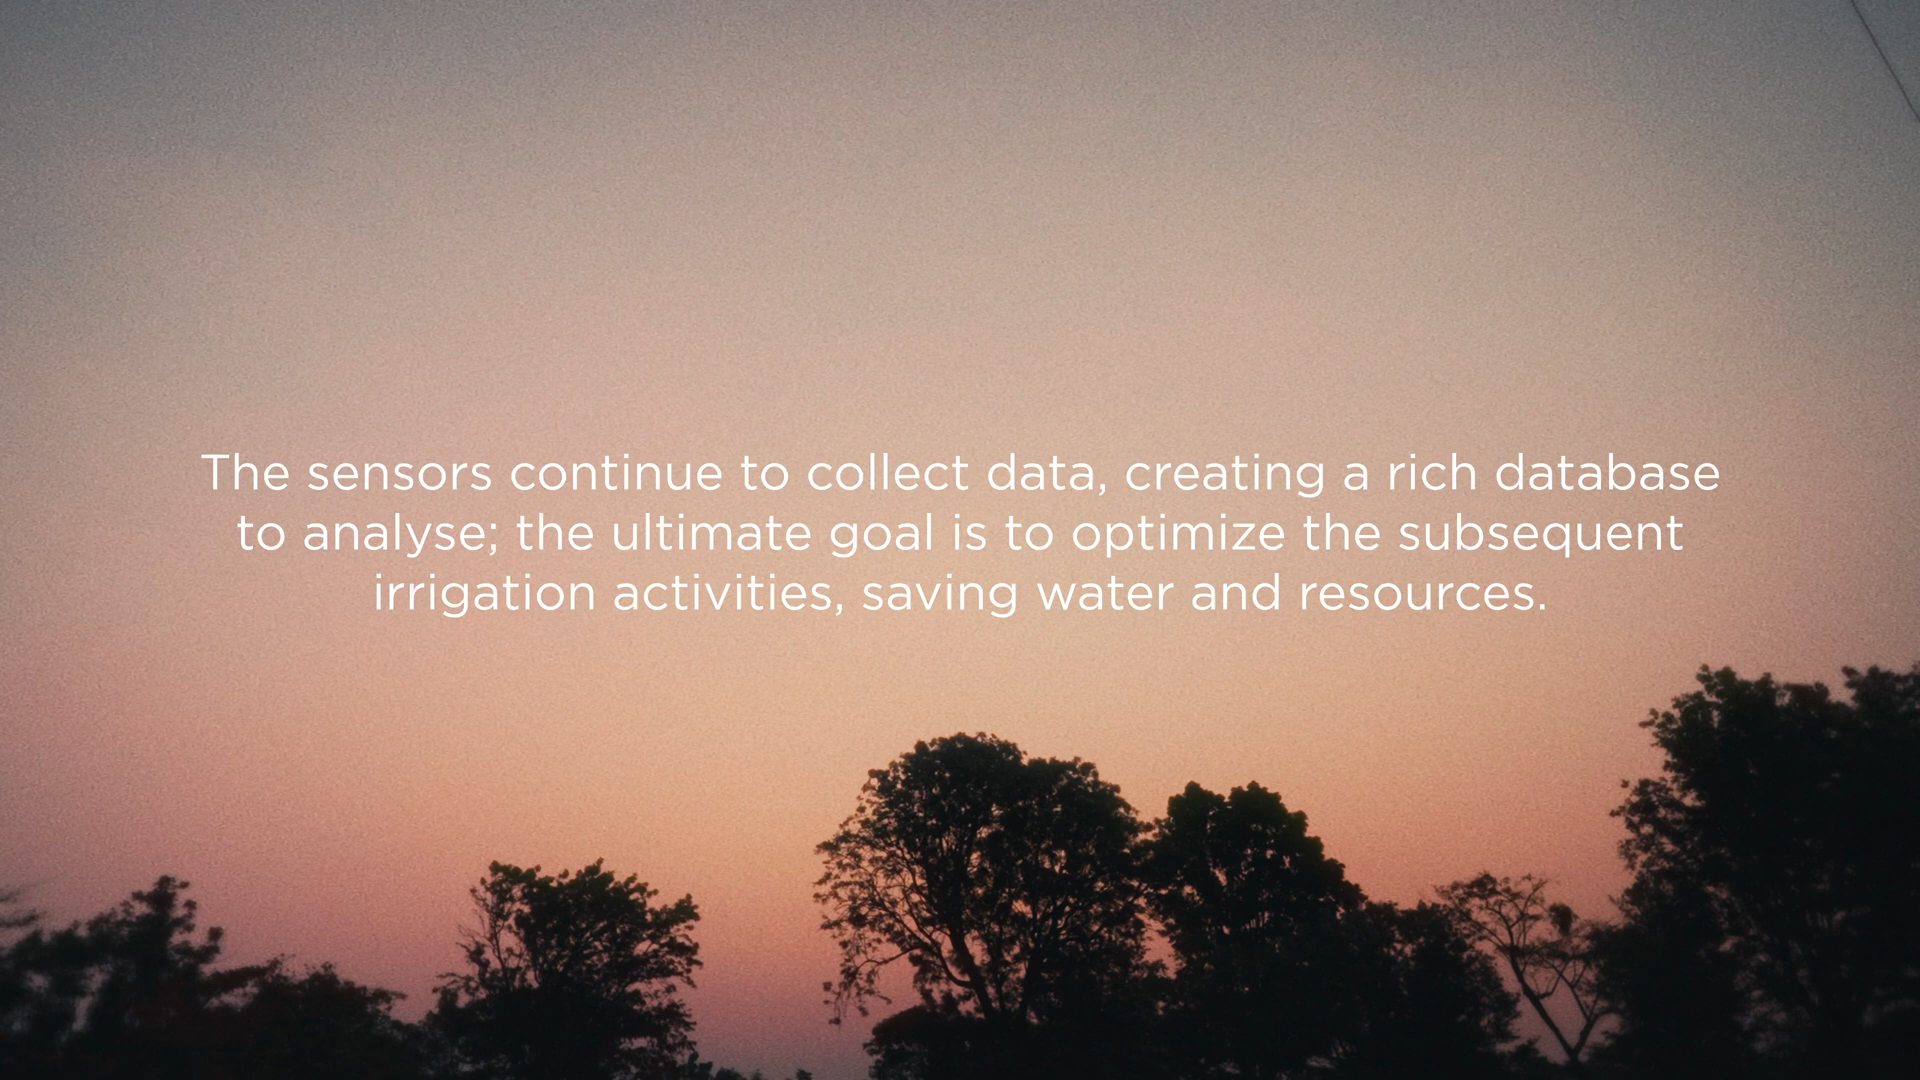 The sensors continue to collect data, creating a rich database
to analyse; the ultimate goal is to optimize the subsequent
irrigation activities, saving water and resources.